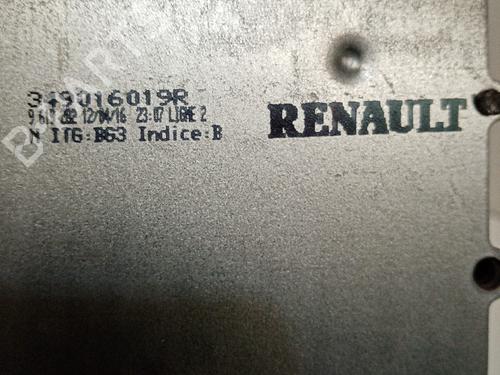 349016019R
12/04/16 23:07 LIGNE 2
N ITG:B63 Indice:B
RENAULT